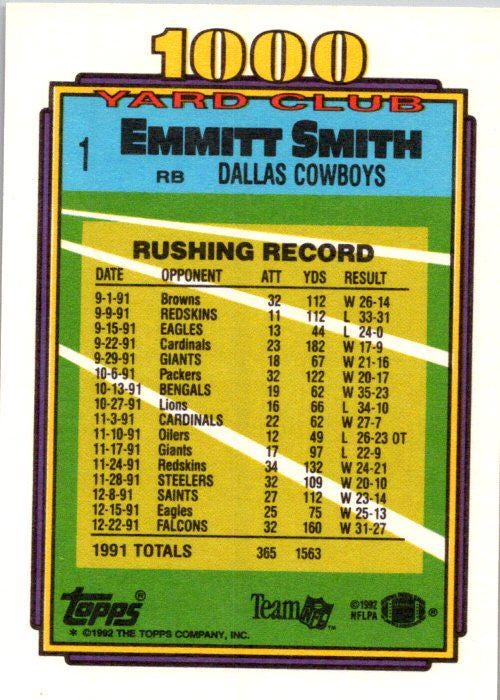 1000
YARD CLUB
1 EMMITT SMITH
RB DALLAS COWBOYS
RUSHING RECORD
DATE OPPONENT ATT YDS RESULT
9-1-91 Browns 32 112 W 26-14
9-9-91 REDSKINS 11 112 L 33-31
9-15-91 EAGLES 13 44 L 24-0
9-22-91 Cardinals 23 182 W 17-9
9-29-91 GIANTS 18 67 W 21-16
10-6-91 Packers 32 122 W 20-17
10-13-91 BENGALS 19 62 W 35-23
10-27-91 Lions 16 66 L 34-10
11-3-91 CARDINALS 22 62 W 27-7
11-10-91 Oilers 12 49 L 26-23 OT
11-17-91 Giants 17 97 L 22-9
11-24-91 Redskins 34 132 W 24-21
11-28-91 STEELERS 32 109 W 20-10
12-8-91 SAINTS 27 112 W 23-14
12-15-91 Eagles 25 75 W 25-13
12-22-91 FALCONS 32 160 W 31-27
1991 TOTALS 365 1563
TOPPS® Team NFL™ ©1992 NFLPA ®
* ©1992 THE TOPPS COMPANY, INC.